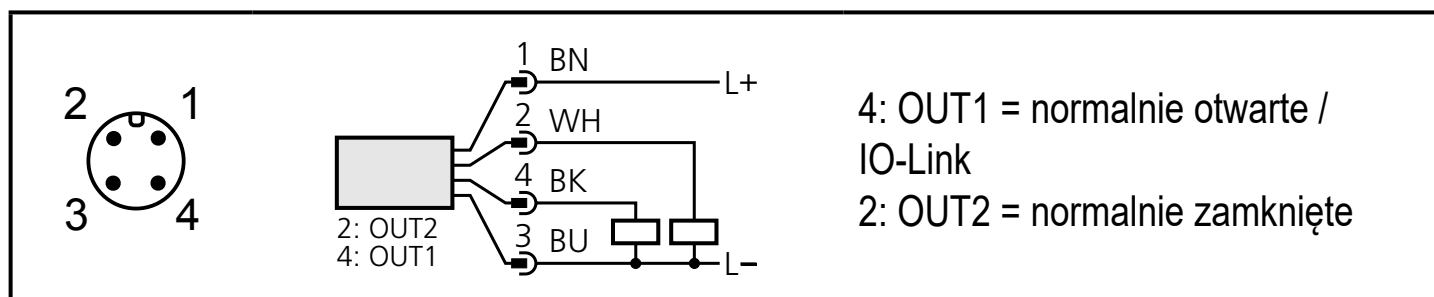 2 1
3 4
1 BN
L+
2 WH
4 BK
3 BU
L−
2: OUT2
4: OUT1
4: OUT1 = normalnie otwarte /
IO-Link
2: OUT2 = normalnie zamknięte